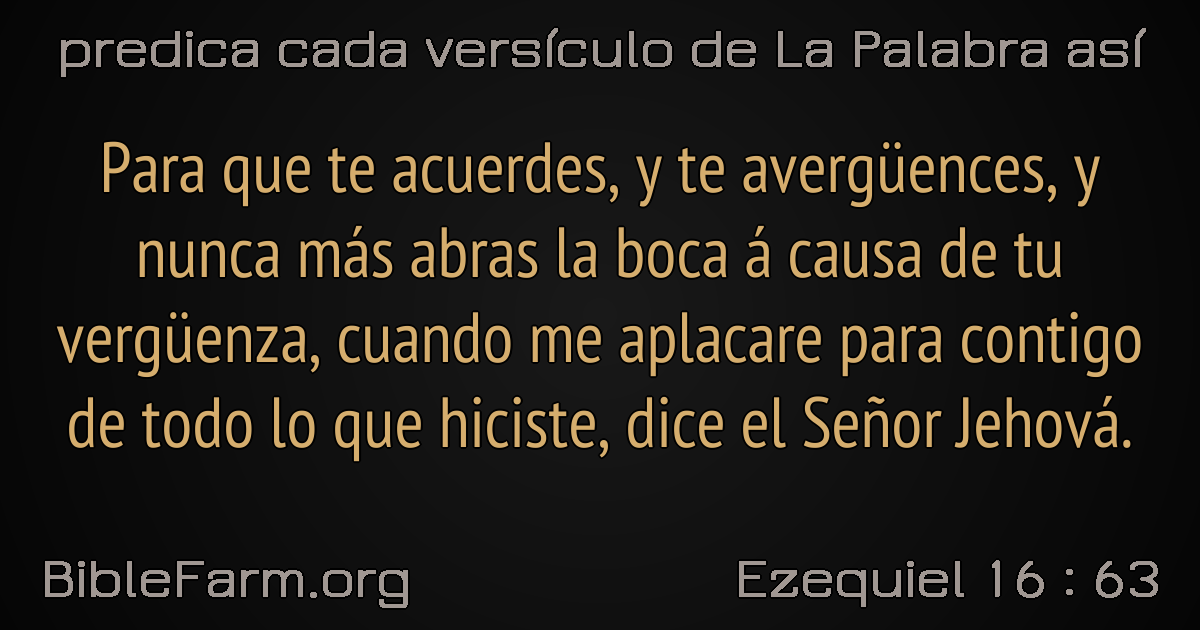 predica cada versículo de La Palabra así
Para que te acuerdes, y te avergüences, y
nunca más abras la boca á causa de tu
vergüenza, cuando me aplacare para contigo
de todo lo que hiciste, dice el Señor Jehová.
BibleFarm.org
Ezequiel 16 : 63